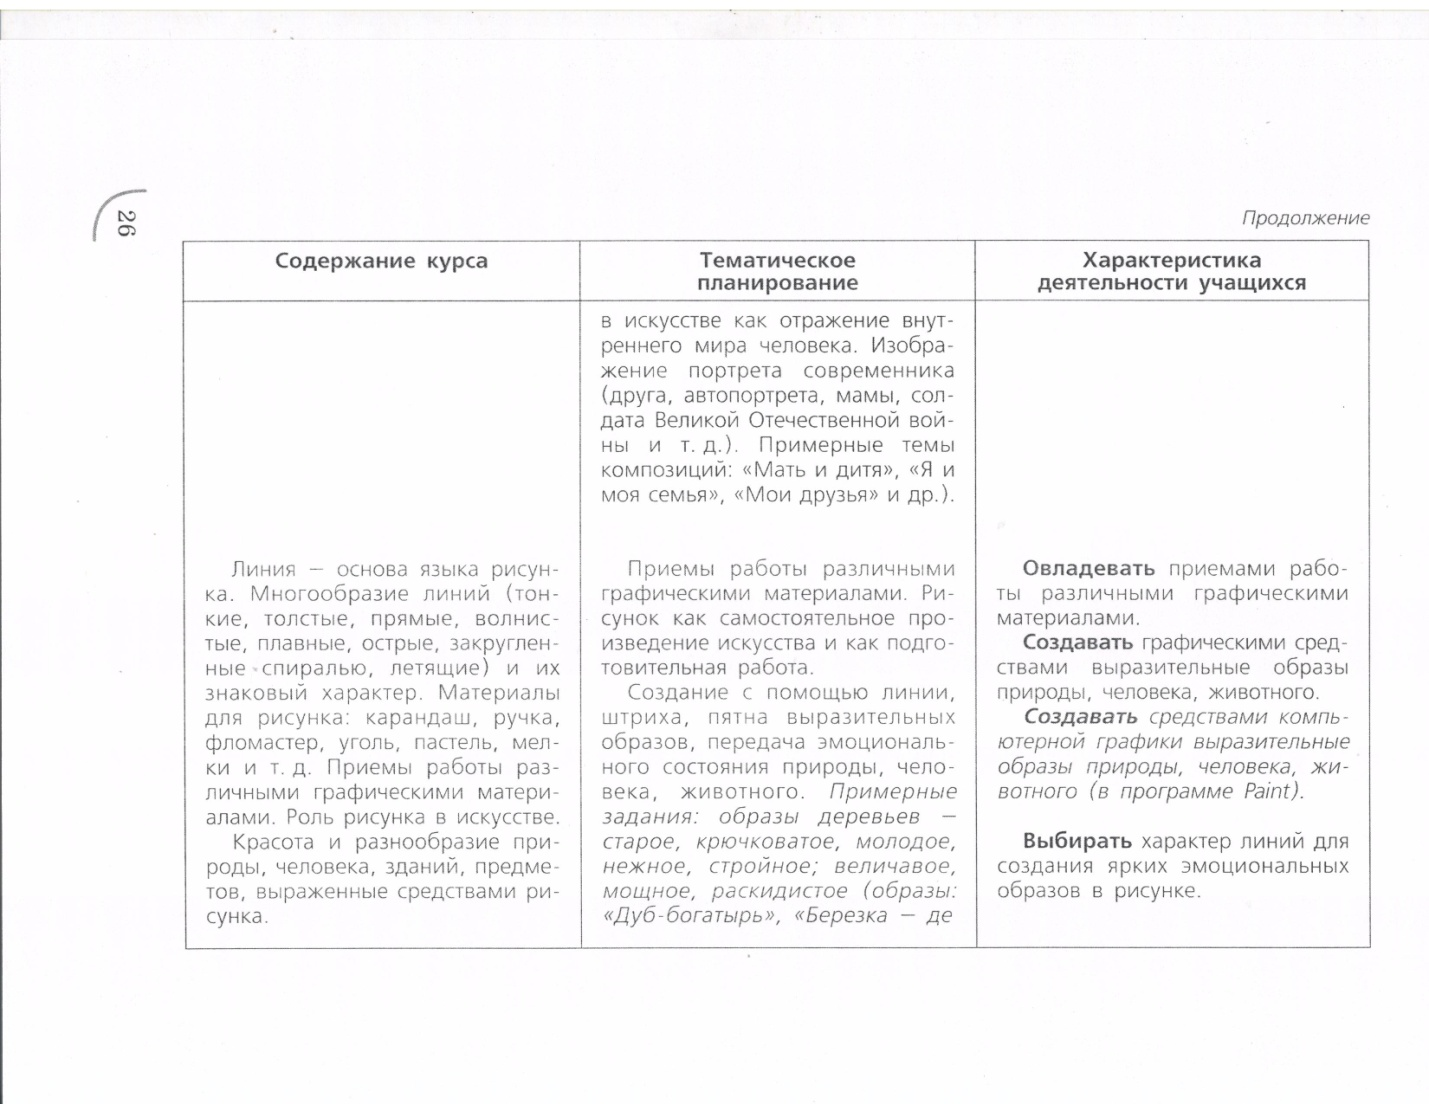 26
Продолжение
Содержание курса
Тематическое
планирование
Характеристика
деятельности учащихся
в искусстве как отражение внут-
реннего мира человека. Изобра-
жение портрета современника
(друга, автопортрета, мамы, сол-
дата Великой Отечественной вой-
ны и т. д.). Примерные темы
композиций: «Мать и дитя», «Я и
моя семья», «Мои друзья» и др.).
Линия — основа языка рисун-
ка. Многообразие линий (тон-
кие, толстые, прямые, волнис-
тые, плавные, острые, закруглен-
ные спиралью, летящие) и их
знаковый характер. Материалы
для рисунка: карандаш, ручка,
фломастер, уголь, пастель, мел-
ки и т. д. Приемы работы раз-
личными графическими матери-
алами. Роль рисунка в искусстве.
Красота и разнообразие при-
роды, человека, зданий, предме-
тов, выраженные средствами ри-
сунка.
Приемы работы различными
графическими материалами. Ри-
сунок как самостоятельное про-
изведение искусства и как подго-
товительная работа.
Создание с помощью линии,
штриха, пятна выразительных
образов, передача эмоциональ-
ного состояния природы, чело-
века, животного. Примерные
задания: образы деревьев —
старое, крючковатое, молодое,
нежное, стройное; величавое,
мощное, раскидистое (образы:
«Дуб-богатырь», «Березка — де
Овладевать приемами рабо-
ты различными графическими
материалами.
Создавать графическими сред-
ствами выразительные образы
природы, человека, животного.
Создавать средствами компь-
ютерной графики выразительные
образы природы, человека, жи-
вотного (в программе Paint).
Выбирать характер линий для
создания ярких эмоциональных
образов в рисунке.